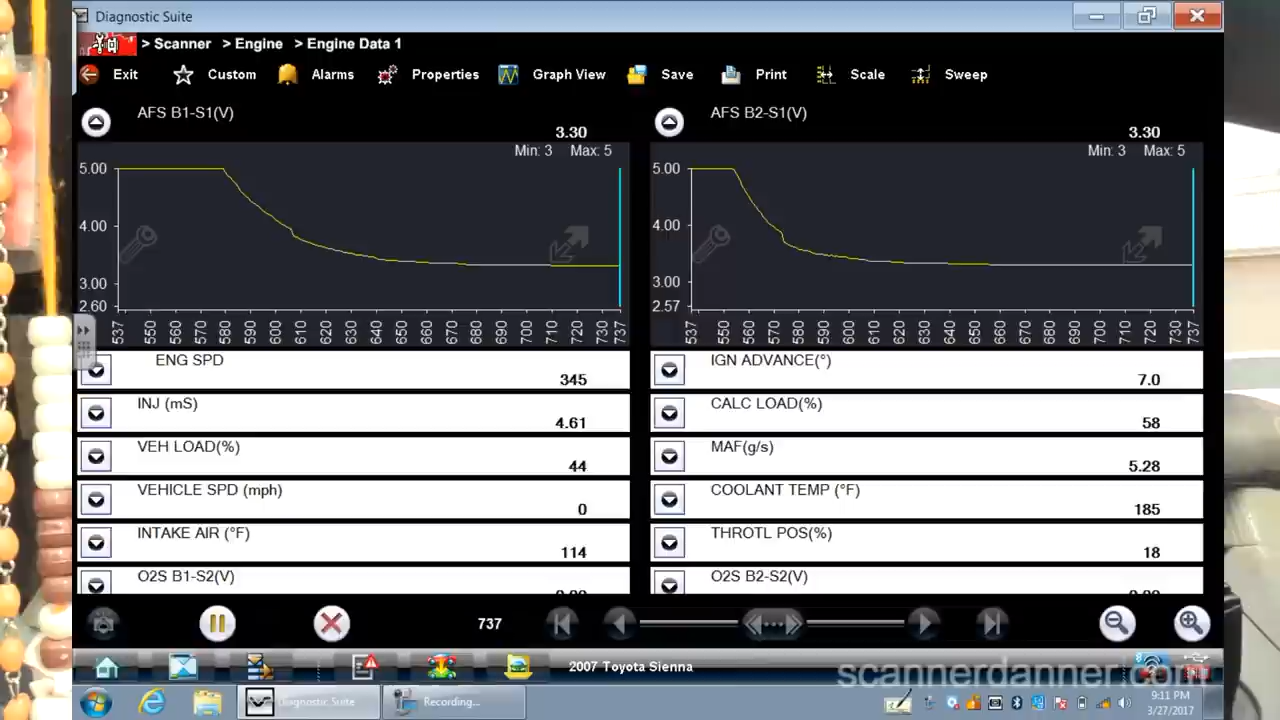 Diagnostic Suite
> Scanner > Engine > Engine Data 1
Exit Custom Alarms Properties Graph View Save Print Scale Sweep
AFS B1-S1(V)
3.30
Min: 3 Max: 5
5.00
4.00
3.00
2.60
537 550 560 570 580 590 600 610 620 630 640 650 660 670 680 690 700 710 720 730 737
AFS B2-S1(V)
3.30
Min: 3 Max: 5
5.00
4.00
3.00
2.57
537 550 560 570 580 590 600 610 620 630 640 650 660 670 680 690 700 710 720 730 737
ENG SPD
345
IGN ADVANCE(°)
7.0
INJ (mS)
4.61
CALC LOAD(%)
58
VEH LOAD(%)
44
MAF(g/s)
5.28
VEHICLE SPD (mph)
0
COOLANT TEMP (°F)
185
INTAKE AIR (°F)
114
THROTL POS(%)
18
O2S B1-S2(V)
O2S B2-S2(V)
737
2007 Toyota Sienna
scannerdanner.com
Diagnostic Suite
Recording...
9:11 PM
3/27/2017